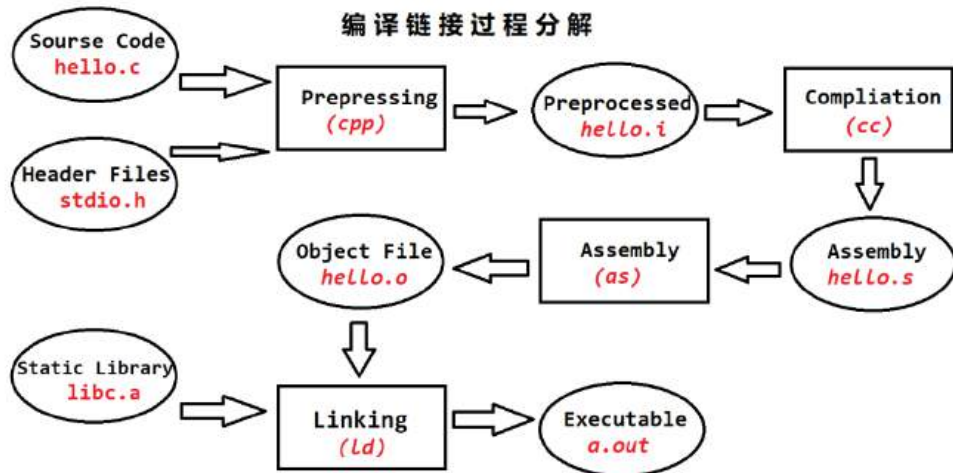 编译链接过程分解
Sourse Code
hello.c
Header Files
stdio.h
Prepressing
(cpp)
Preprocessed
hello.i
Compliation
(cc)
Assembly
hello.s
Assembly
(as)
Object File
hello.o
Static Library
libc.a
Linking
(ld)
Executable
a.out